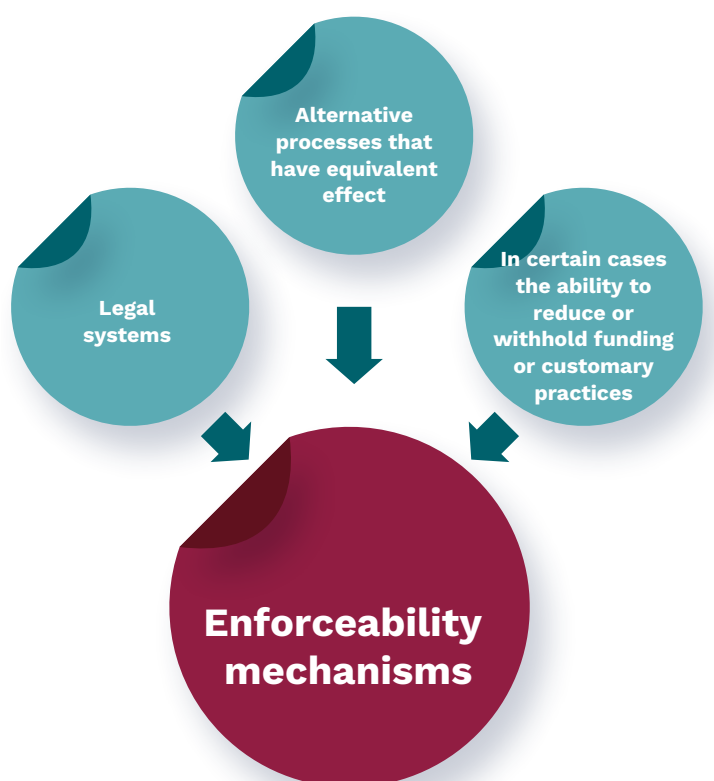 Alternative
processes that
have equivalent
effect
Legal
systems
In certain cases
the ability to
reduce or
withhold funding
or customary
practices
Enforceability
mechanisms